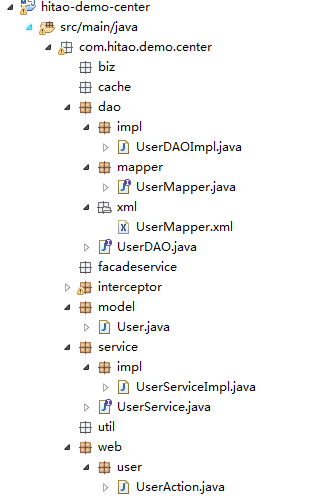 hitao-demo-center
src/main/java
com.hitao.demo.center
biz
cache
dao
impl
UserDAOImpl.java
mapper
UserMapper.java
xml
UserMapper.xml
UserDAO.java
facadeservice
interceptor
model
User.java
service
impl
UserServiceImpl.java
UserService.java
util
web
user
UserAction.java